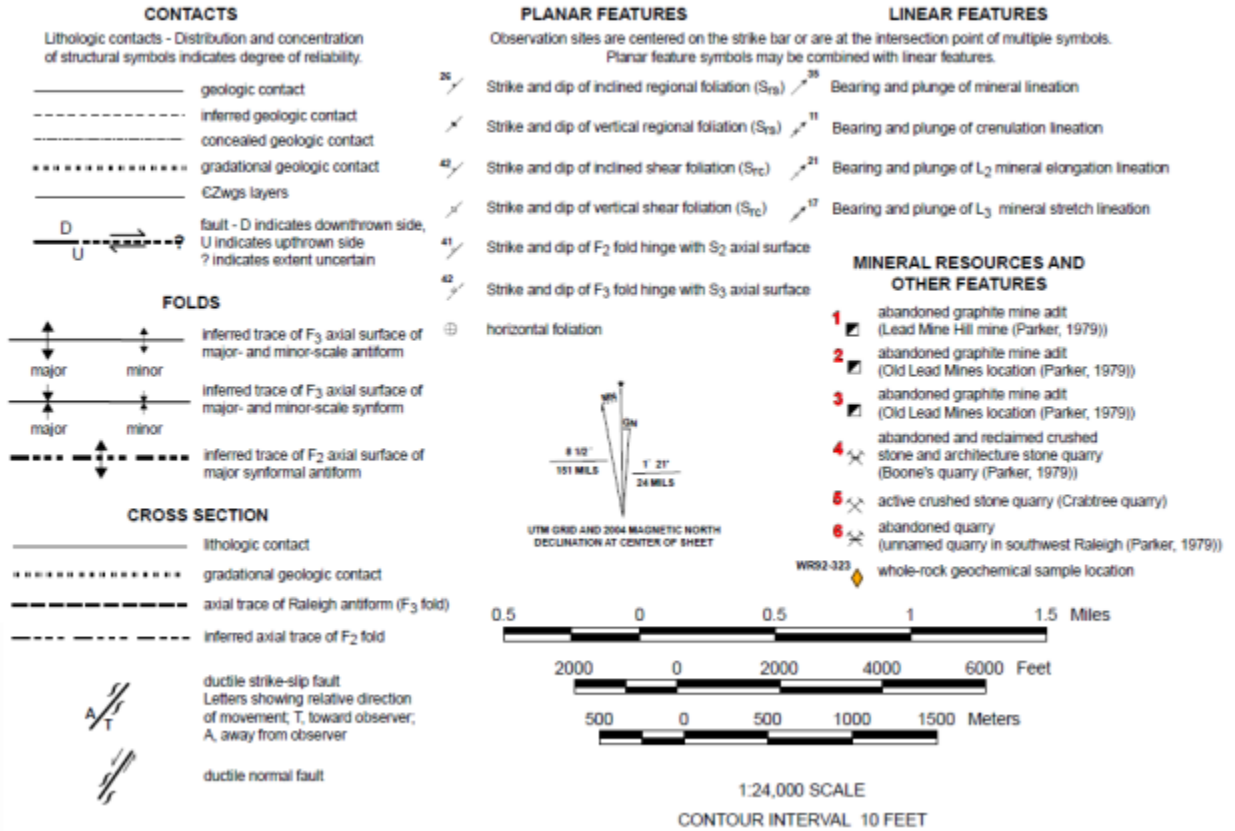 CONTACTS
Lithologic contacts - Distribution and concentration
of structural symbols indicates degree of reliability.
geologic contact
inferred geologic contact
concealed geologic contact
gradational geologic contact
ЄZwgs layers
D
U
?
fault - D indicates downthrown side,
U indicates upthrown side
? indicates extent uncertain
FOLDS
major
minor
inferred trace of F3 axial surface of
major- and minor-scale antiform
major
minor
inferred trace of F3 axial surface of
major- and minor-scale synform
inferred trace of F2 axial surface of
major synformal antiform
CROSS SECTION
lithologic contact
gradational geologic contact
axial trace of Raleigh antiform (F3 fold)
inferred axial trace of F2 fold
A
T
ductile strike-slip fault
Letters showing relative direction
of movement; T, toward observer;
A, away from observer
ductile normal fault
PLANAR FEATURES
LINEAR FEATURES
Observation sites are centered on the strike bar or are at the intersection point of multiple symbols.
Planar feature symbols may be combined with linear features.
26
Strike and dip of inclined regional foliation (Srs)
Strike and dip of vertical regional foliation (Srs)
42
Strike and dip of inclined shear foliation (Src)
Strike and dip of vertical shear foliation (Src)
41
Strike and dip of F2 fold hinge with S2 axial surface
42
Strike and dip of F3 fold hinge with S3 axial surface
horizontal foliation
35
Bearing and plunge of mineral lineation
11
Bearing and plunge of crenulation lineation
21
Bearing and plunge of L2 mineral elongation lineation
17
Bearing and plunge of L3 mineral stretch lineation
MINERAL RESOURCES AND
OTHER FEATURES
1
abandoned graphite mine adit
(Lead Mine Hill mine (Parker, 1979))
2
abandoned graphite mine adit
(Old Lead Mines location (Parker, 1979))
3
abandoned graphite mine adit
(Old Lead Mines location (Parker, 1979))
4
abandoned and reclaimed crushed
stone and architecture stone quarry
(Boone's quarry (Parker, 1979))
5
active crushed stone quarry (Crabtree quarry)
6
abandoned quarry
(unnamed quarry in southwest Raleigh (Parker, 1979))
WR92-323
whole-rock geochemical sample location
MN
GN
8 1/2°
151 MILS
1° 21'
24 MILS
UTM GRID AND 2004 MAGNETIC NORTH
DECLINATION AT CENTER OF SHEET
0.5 0 0.5 1 1.5 Miles
2000 0 2000 4000 6000 Feet
500 0 500 1000 1500 Meters
1:24,000 SCALE
CONTOUR INTERVAL 10 FEET